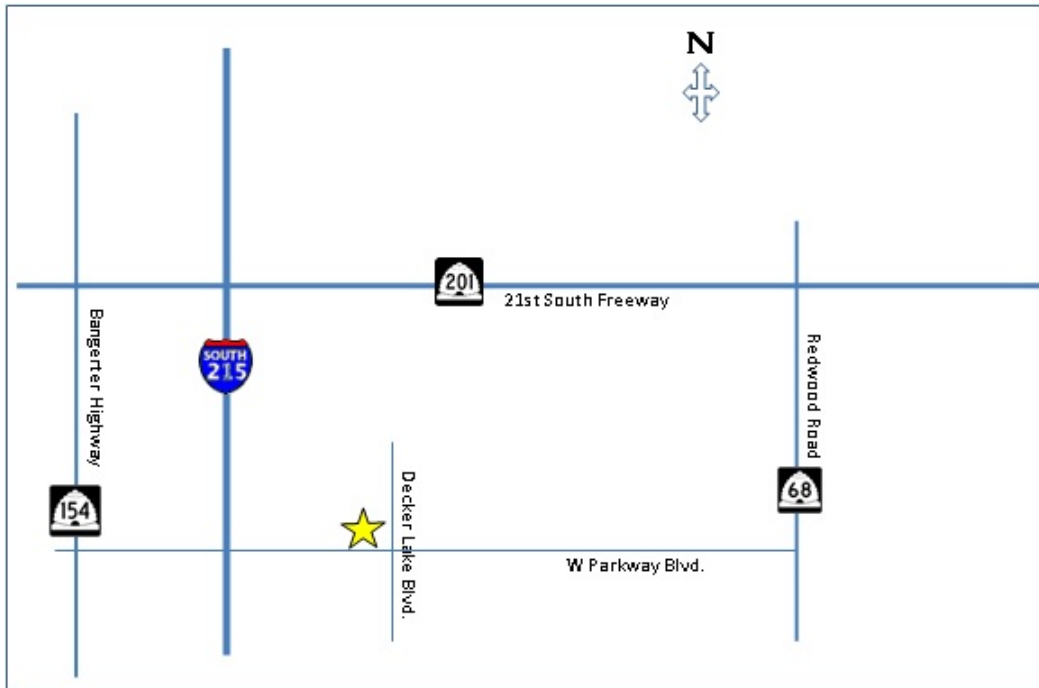 N
201
21st South Freeway
Bangerter Highway
SOUTH
215
Redwood Road
154
68
Decker Lake Blvd.
W Parkway Blvd.